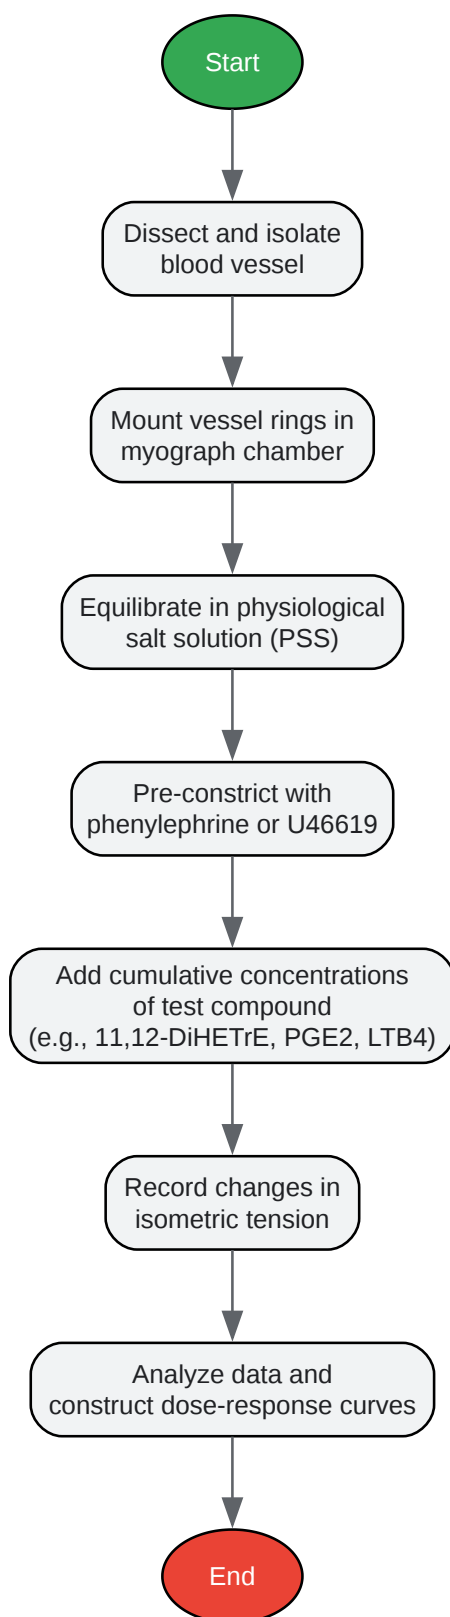 Start
Dissect and isolate
blood vessel
Mount vessel rings in
myograph chamber
Equilibrate in physiological
salt solution (PSS)
Pre-constrict with
phenylephrine or U46619
Add cumulative concentrations
of test compound
(e.g., 11,12-DiHETrE, PGE2, LTB4)
Record changes in
isometric tension
Analyze data and
construct dose-response curves
End